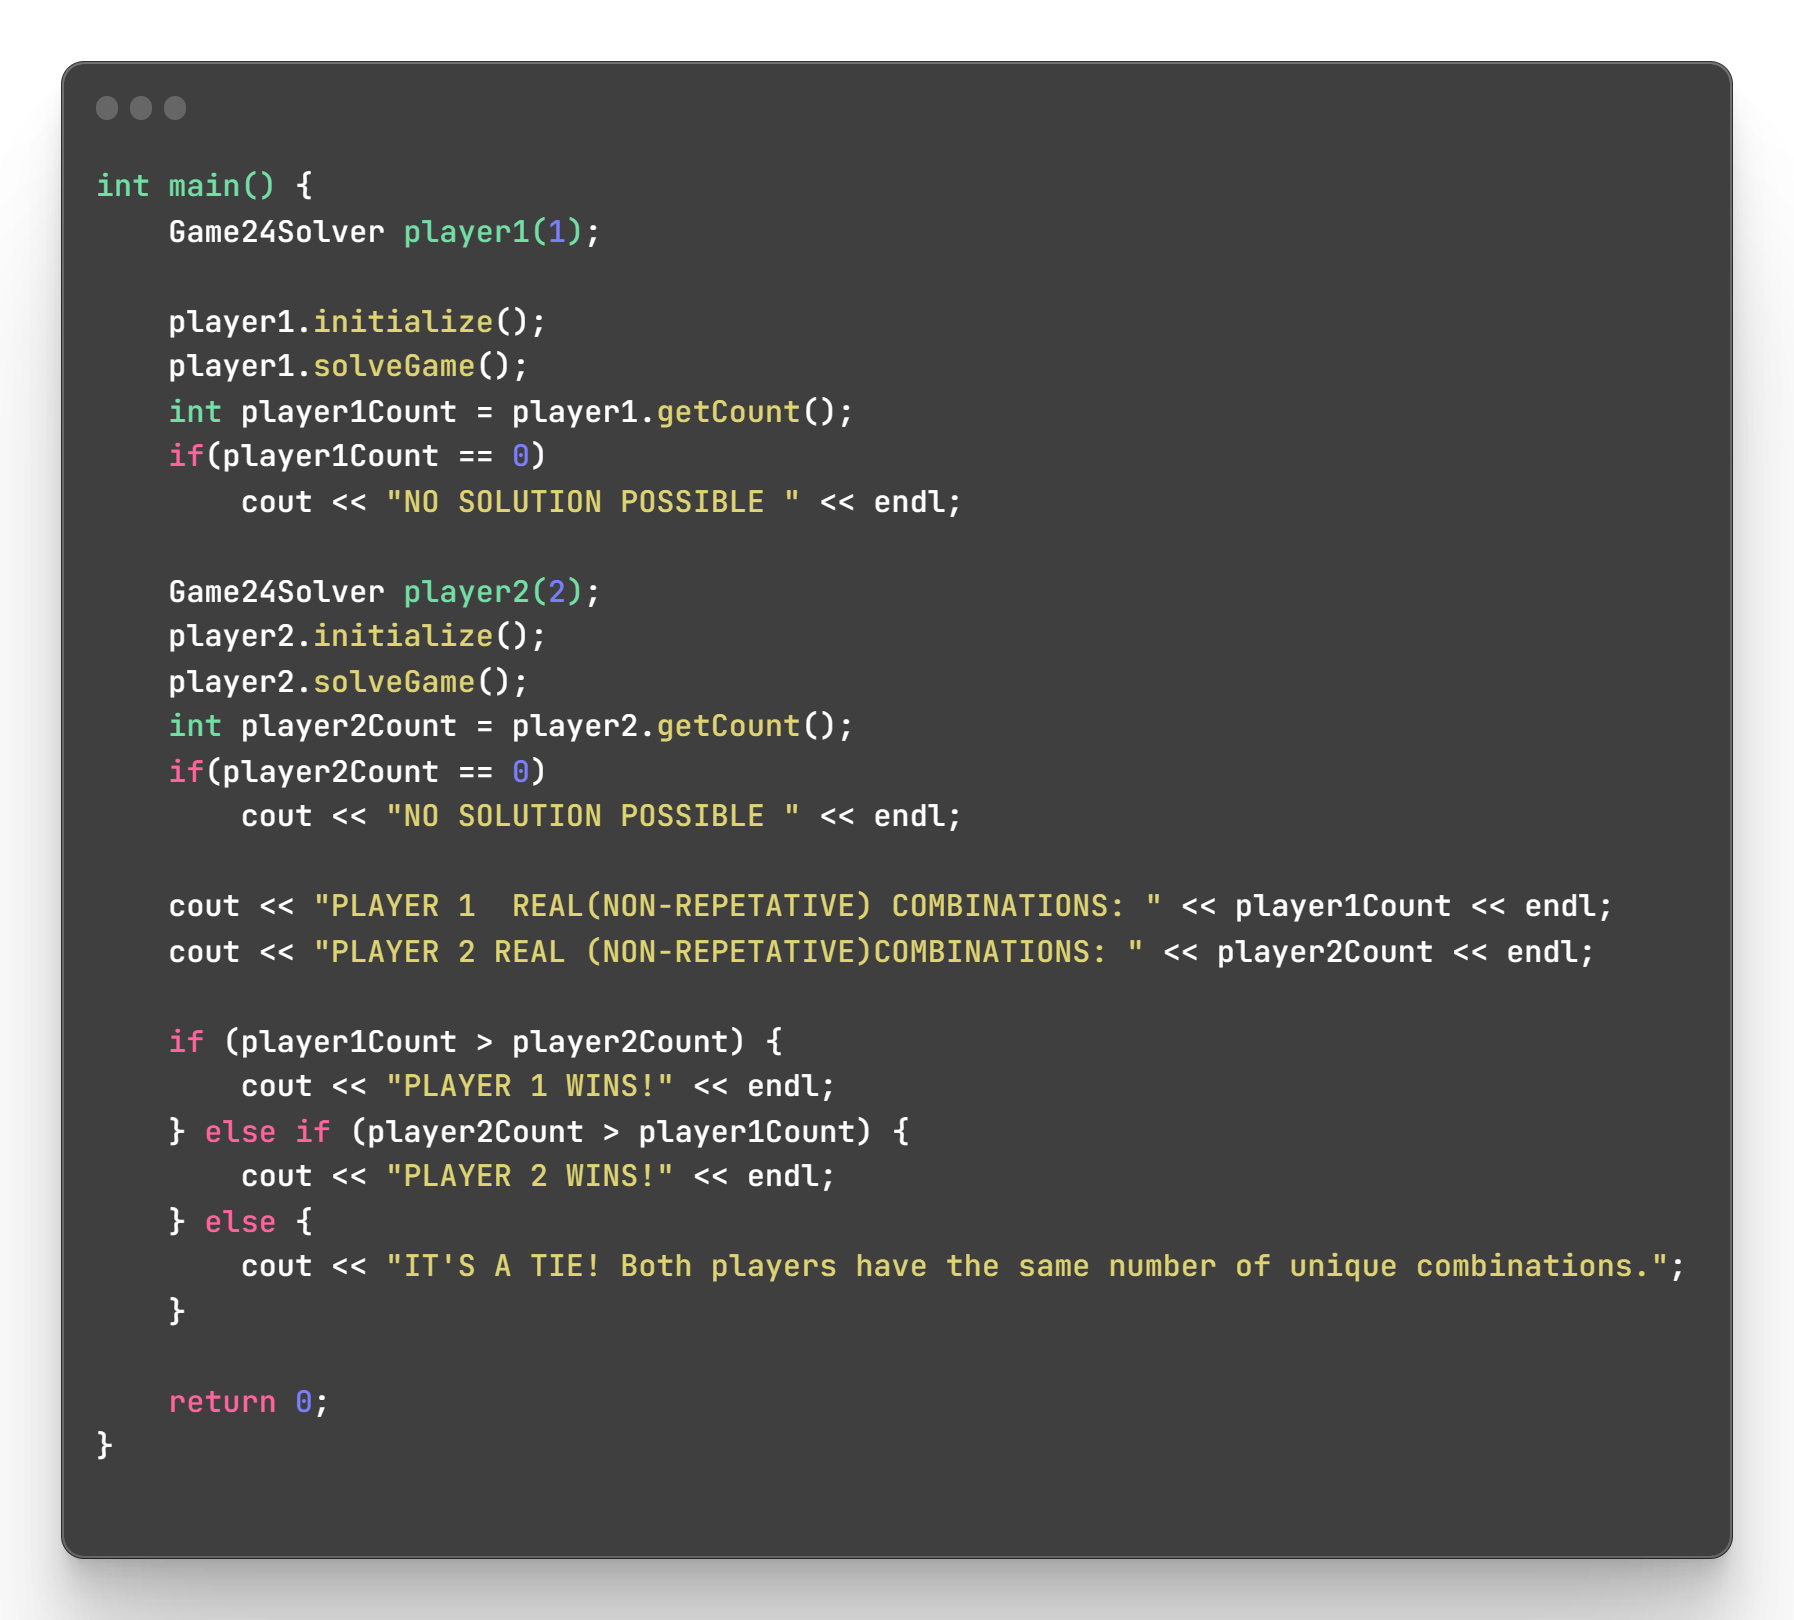 int main() {
    Game24Solver player1(1);

    player1.initialize();
    player1.solveGame();
    int player1Count = player1.getCount();
    if(player1Count == 0)
        cout << "NO SOLUTION POSSIBLE " << endl;

    Game24Solver player2(2);
    player2.initialize();
    player2.solveGame();
    int player2Count = player2.getCount();
    if(player2Count == 0)
        cout << "NO SOLUTION POSSIBLE " << endl;

    cout << "PLAYER 1  REAL(NON-REPETATIVE) COMBINATIONS: " << player1Count << endl;
    cout << "PLAYER 2 REAL (NON-REPETATIVE)COMBINATIONS: " << player2Count << endl;

    if (player1Count > player2Count) {
        cout << "PLAYER 1 WINS!" << endl;
    } else if (player2Count > player1Count) {
        cout << "PLAYER 2 WINS!" << endl;
    } else {
        cout << "IT'S A TIE! Both players have the same number of unique combinations.";
    }

    return 0;
}